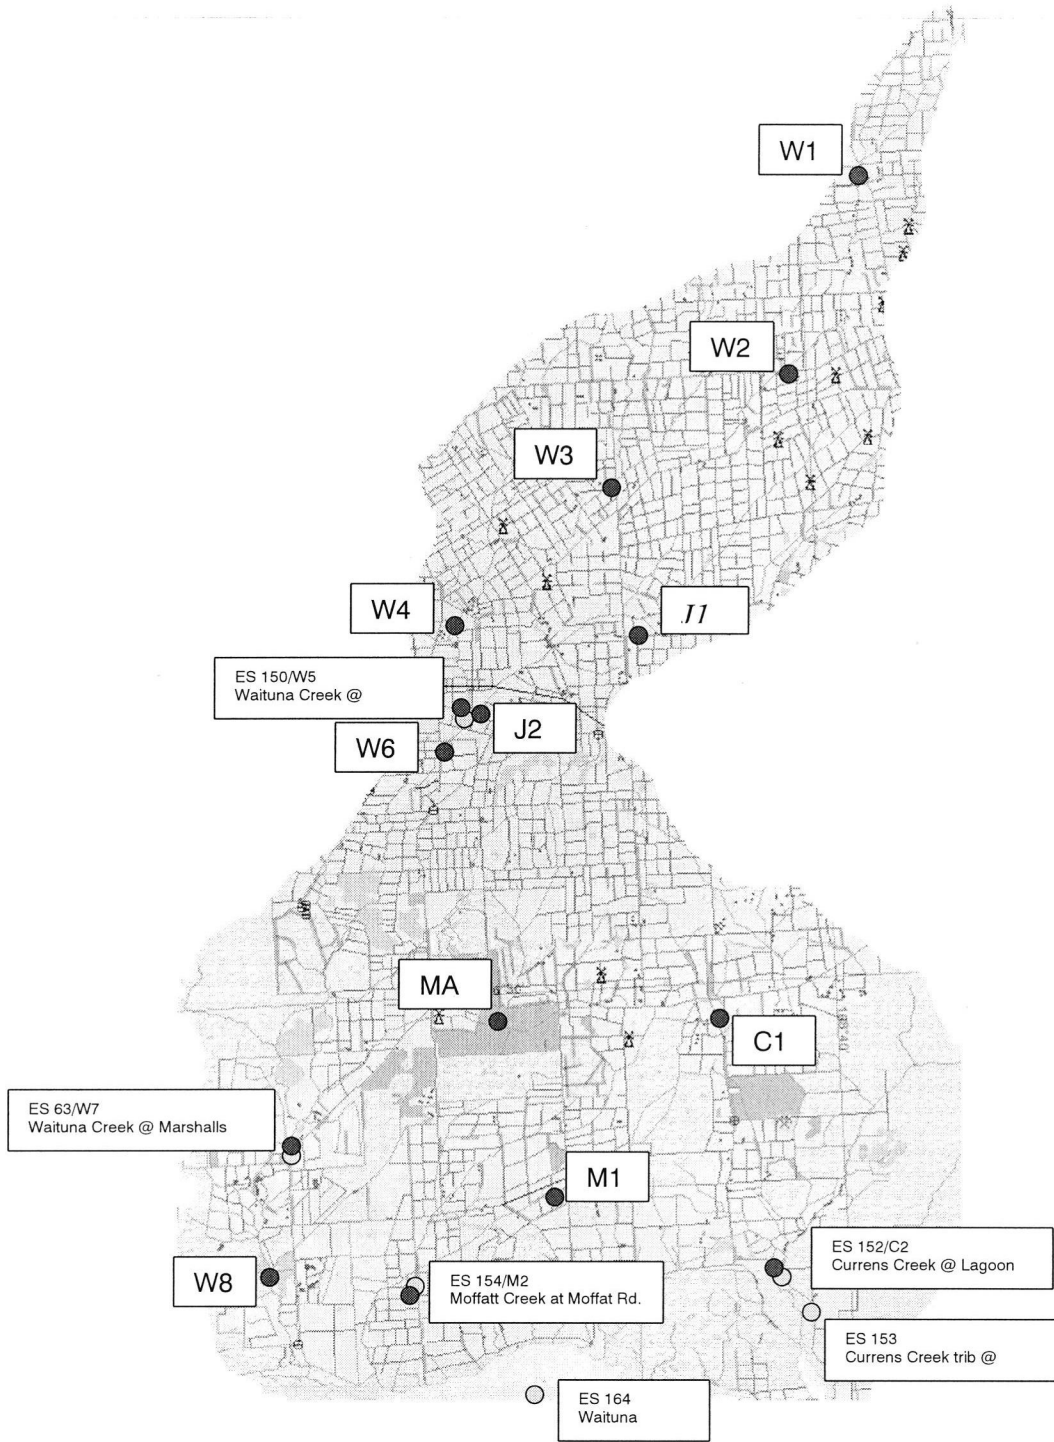 W1
W2
W3
W4
J1
ES 150/W5
Waituna Creek @
J2
W6
MA
C1
168°40'
ES 63/W7
Waituna Creek @ Marshalls
M1
W8
ES 154/M2
Moffatt Creek at Moffat Rd.
ES 152/C2
Currens Creek @ Lagoon
ES 153
Currens Creek trib @
ES 164
Waituna